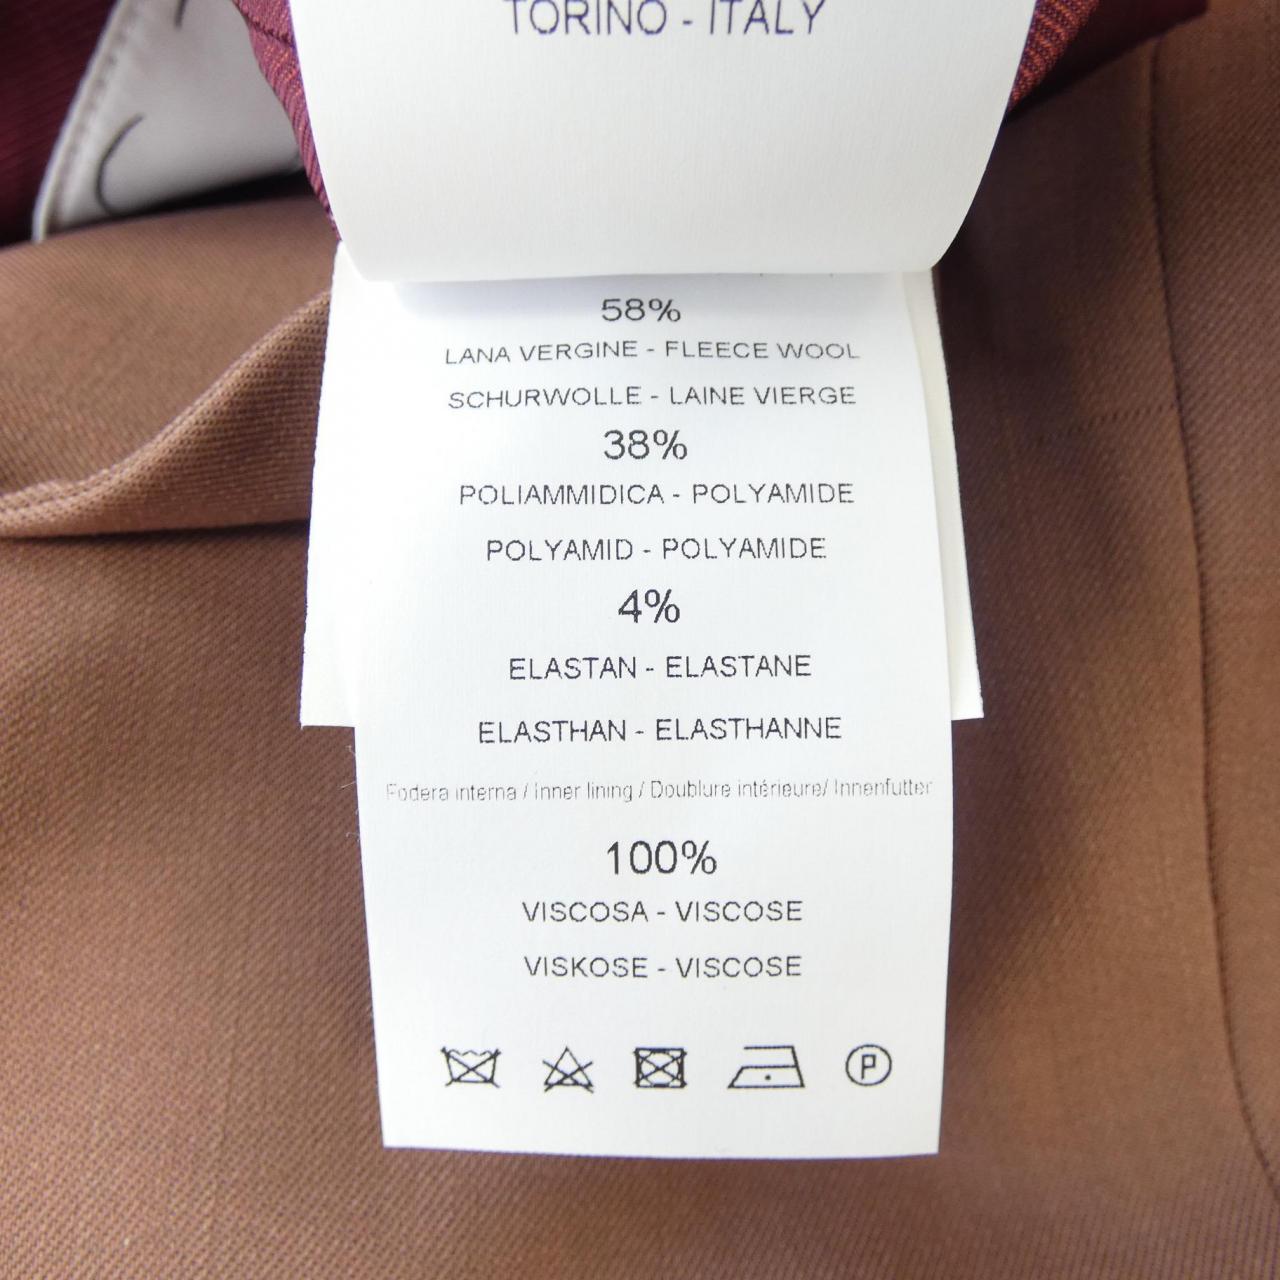 TORINO - ITALY
58%
LANA VERGINE - FLEECE WOOL
SCHURWOLLE - LAINE VIERGE
38%
POLIAMMIDICA - POLYAMIDE
POLYAMID - POLYAMIDE
4%
ELASTAN - ELASTANE
ELASTHAN - ELASTHANNE
Fodera interna / Inner lining / Doublure intérieure/ Innenfutter
100%
VISCOSA - VISCOSE
VISKOSE - VISCOSE
P